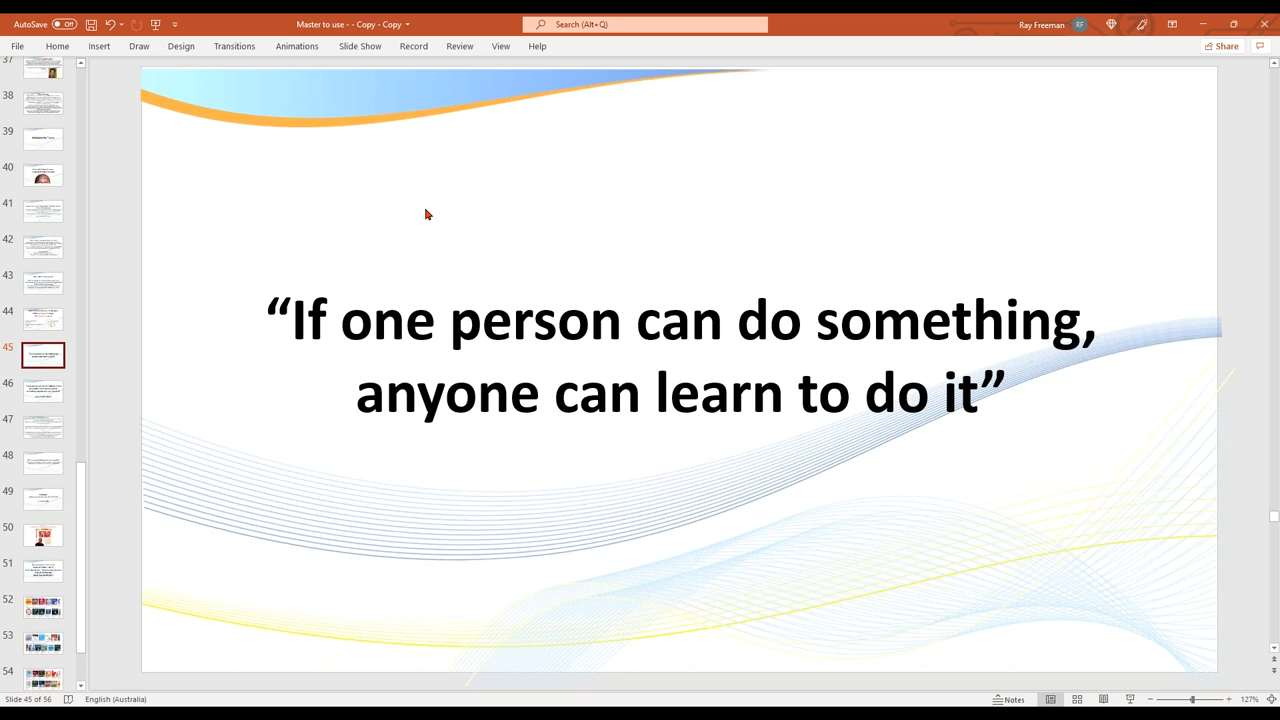 AutoSave Off
Master to use - - Copy - Copy
Search (Alt+Q)
Ray Freeman RF
File Home Insert Draw Design Transitions Animations Slide Show Record Review View Help
Share
37
38
39
40
41
43
45
46
48
49
50
51
52
53
54
“If one person can do something,
anyone can learn to do it”
Slide 45 of 56 English (Australia) Notes 127%